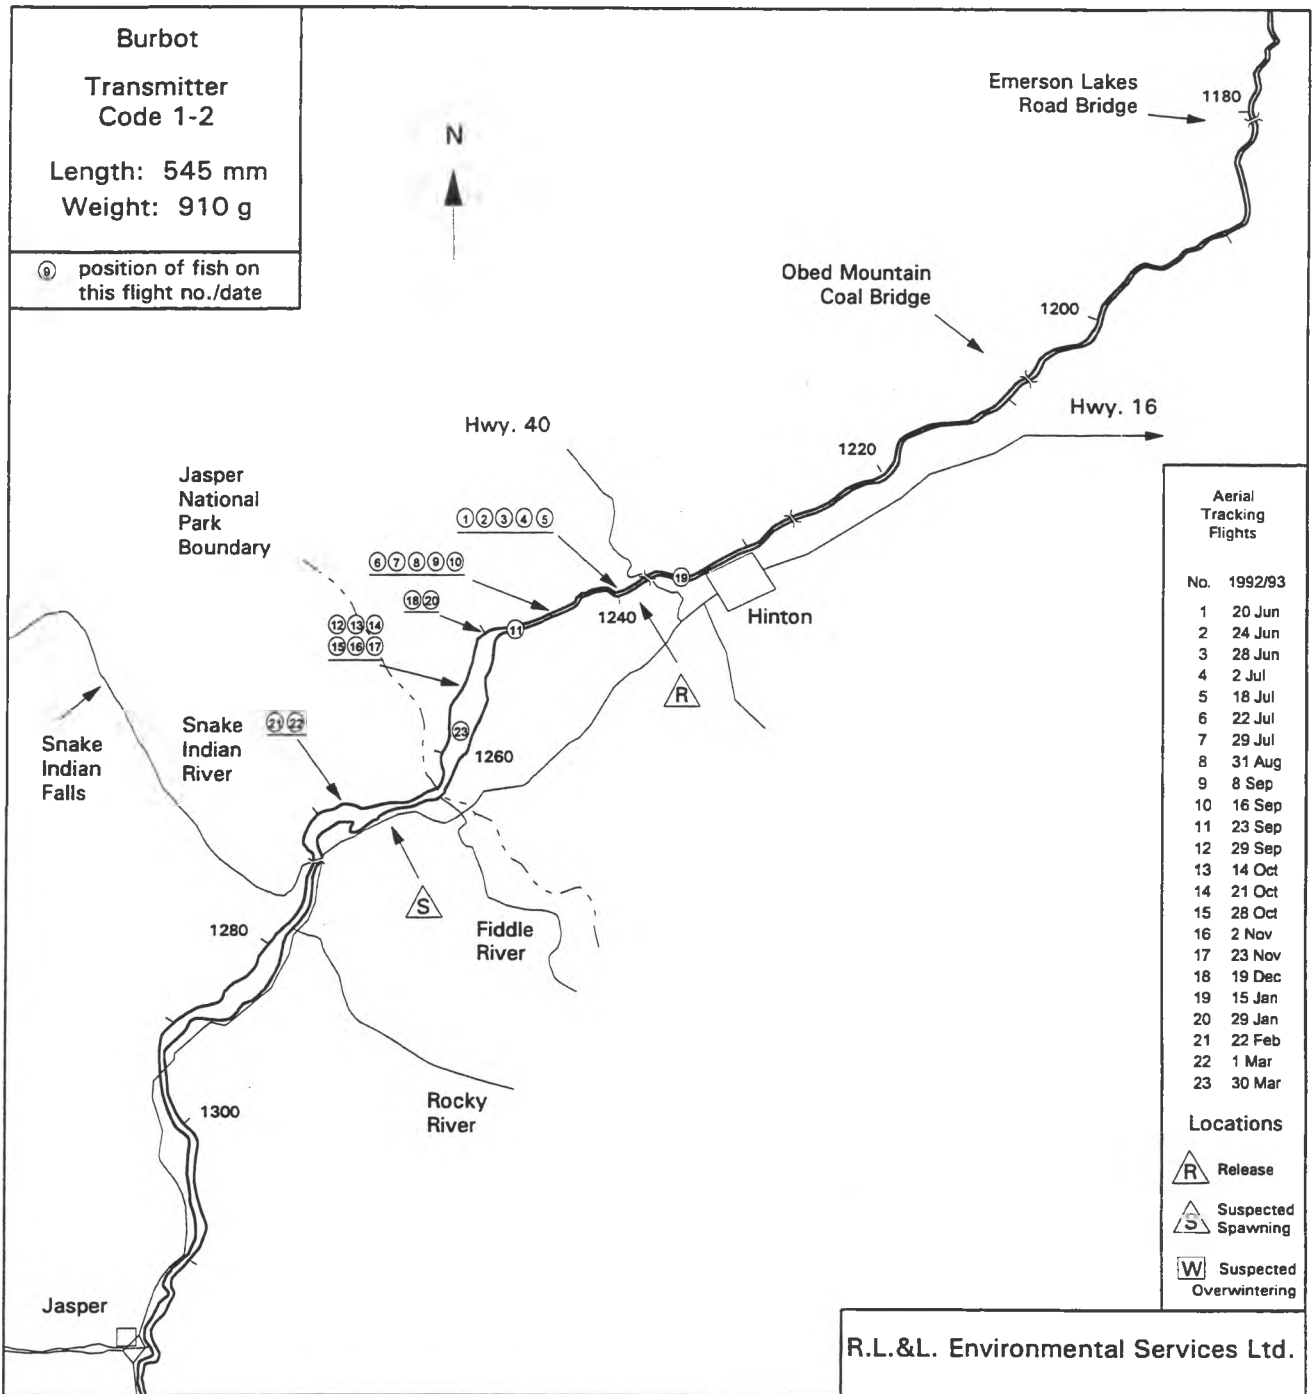 Burbot
Transmitter
Code 1-2
Length: 545 mm
Weight: 910 g
9 position of fish on
this flight no./date
N
Emerson Lakes
Road Bridge
1180
Obed Mountain
Coal Bridge
1200
Hwy. 16
Hwy. 40
1220
Jasper
National
Park
Boundary
1 2 3 4 5
6 7 8 9 10
18 20
19
11
1240
Hinton
12 13 14
15 16 17
R
Snake
Indian
Falls
Snake
Indian
River
21 22
23
1260
S
Fiddle
River
1280
Rocky
River
1300
Jasper
Aerial
Tracking
Flights
No. 1992/93
1 20 Jun
2 24 Jun
3 28 Jun
4 2 Jul
5 18 Jul
6 22 Jul
7 29 Jul
8 31 Aug
9 8 Sep
10 16 Sep
11 23 Sep
12 29 Sep
13 14 Oct
14 21 Oct
15 28 Oct
16 2 Nov
17 23 Nov
18 19 Dec
19 15 Jan
20 29 Jan
21 22 Feb
22 1 Mar
23 30 Mar
Locations
R Release
S Suspected
Spawning
W Suspected
Overwintering
R.L.&L. Environmental Services Ltd.